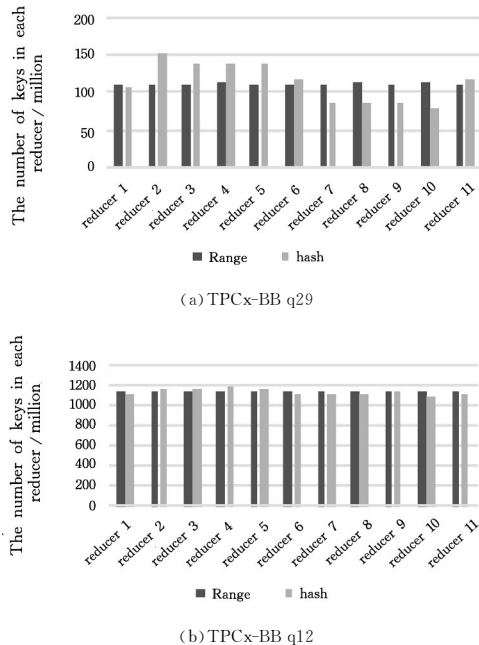 The number of keys in each
reducer / million
200
150
100
50
0
reducer 1
reducer 2
reducer 3
reducer 4
reducer 5
reducer 6
reducer 7
reducer 8
reducer 9
reducer 10
reducer 11
Range
hash
(a)TPCx-BB q29
The number of keys in each
reducer / million
1400
1200
1000
800
600
400
200
0
reducer 1
reducer 2
reducer 3
reducer 4
reducer 5
reducer 6
reducer 7
reducer 8
reducer 9
reducer 10
reducer 11
Range
hash
(b)TPCx-BB q12